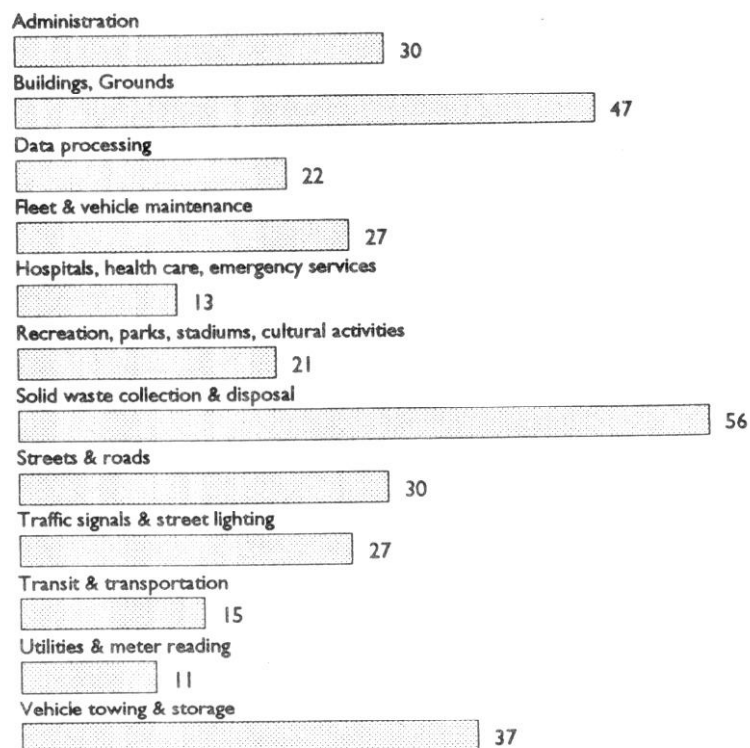 Administration
30
Buildings, Grounds
47
Data processing
22
Fleet & vehicle maintenance
27
Hospitals, health care, emergency services
13
Recreation, parks, stadiums, cultural activities
21
Solid waste collection & disposal
56
Streets & roads
30
Traffic signals & street lighting
27
Transit & transportation
15
Utilities & meter reading
11
Vehicle towing & storage
37